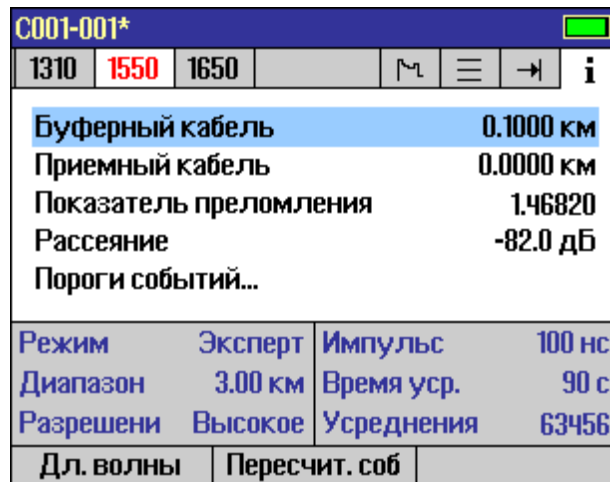 C001-001*
1310 1550 1650 i
Буферный кабель 0.1000 км
Приемный кабель 0.0000 км
Показатель преломления 1.46820
Рассеяние -82.0 дБ
Пороги событий...
Режим Эксперт Импульс 100 нс
Диапазон 3.00 км Время уср. 90 с
Разрешени Высокое Усреднения 63456
Дл. волны Пересчит. соб